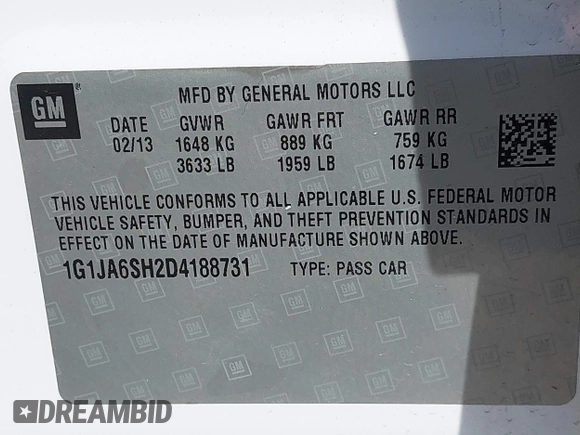 GM
MFD BY GENERAL MOTORS LLC
DATE GVWR GAWR FRT GAWR RR
02/13 1648 KG 889 KG 759 KG
3633 LB 1959 LB 1674 LB
THIS VEHICLE CONFORMS TO ALL APPLICABLE U.S. FEDERAL MOTOR
VEHICLE SAFETY, BUMPER, AND THEFT PREVENTION STANDARDS IN
EFFECT ON THE DATE OF MANUFACTURE SHOWN ABOVE.
1G1JA6SH2D4188731 TYPE: PASS CAR
DREAMBID